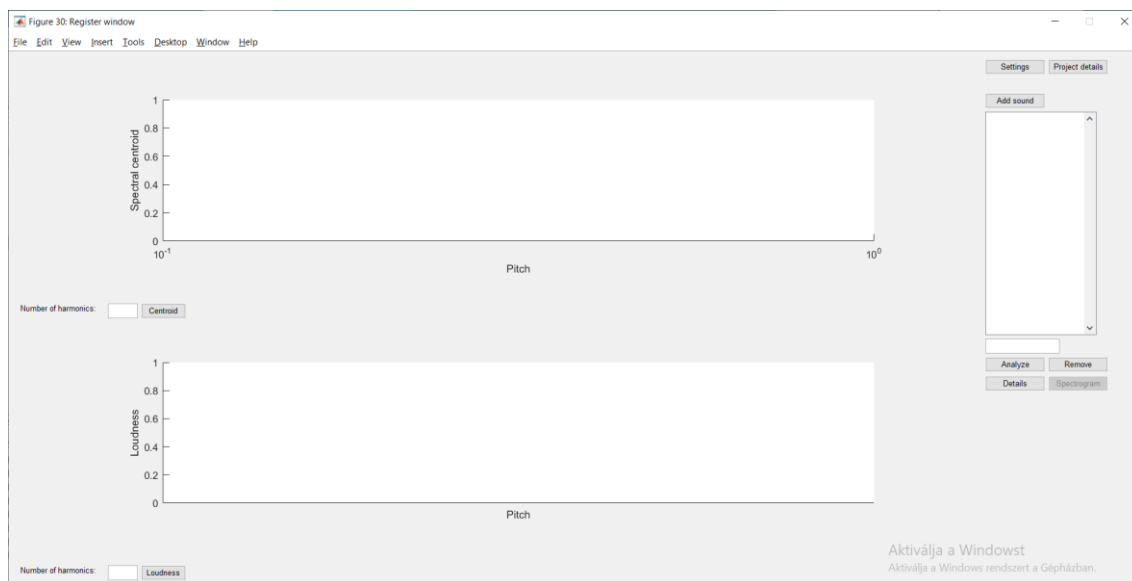 Figure 30: Register window
File Edit View Insert Tools Desktop Window Help
Settings Project details
Add sound
1
0.8
0.6
0.4
0.2
0
Spectral centroid
10⁻¹ 10⁰
Pitch
Number of harmonics: Centroid
1
0.8
0.6
0.4
0.2
0
Loudness
Pitch
Analyze Remove
Details Spectrogram
Number of harmonics: Loudness
Aktiválja a Windowst
Aktiválja a Windows rendszert a Gépházban.